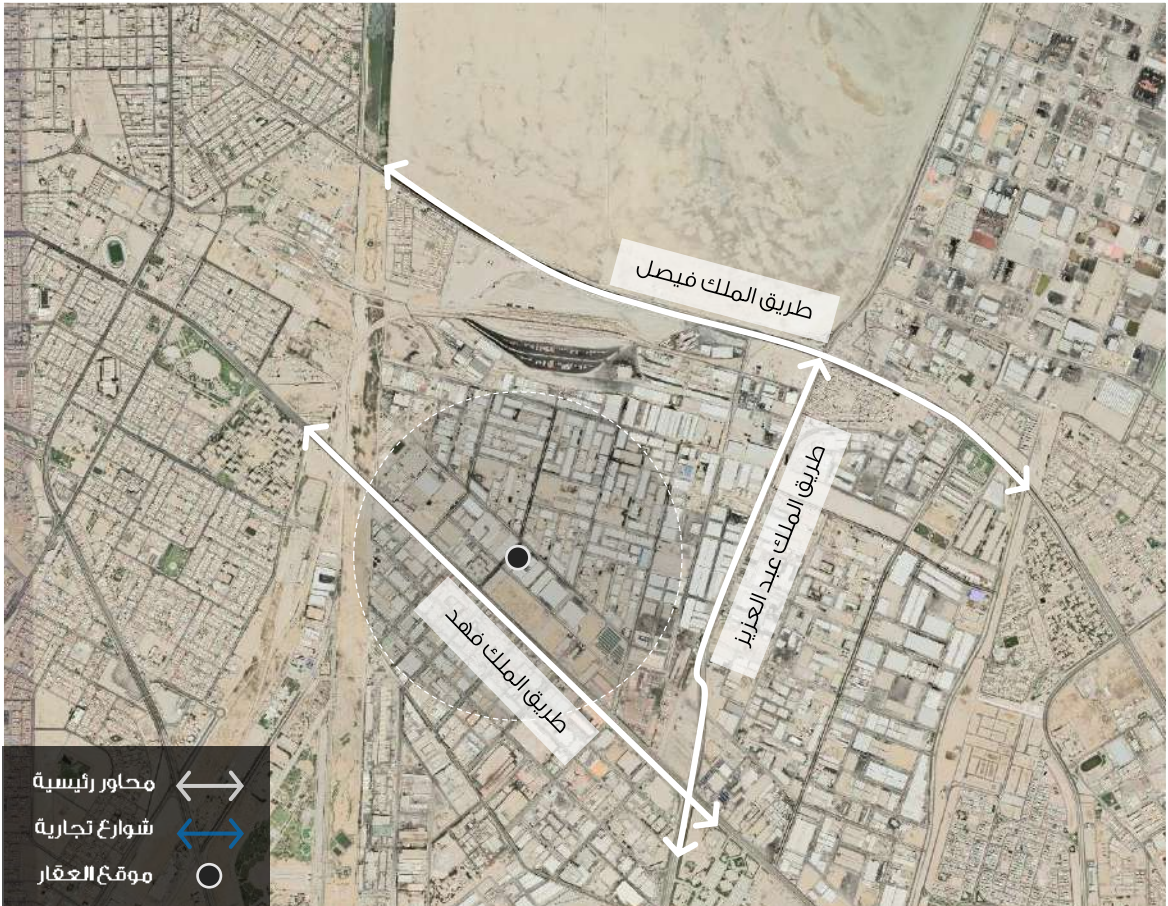 طريق الملك فيصل
طريق الملك عبد العزيز
طريق الملك فهد
محاور رئيسية
شوارع تجارية
موقع العقار